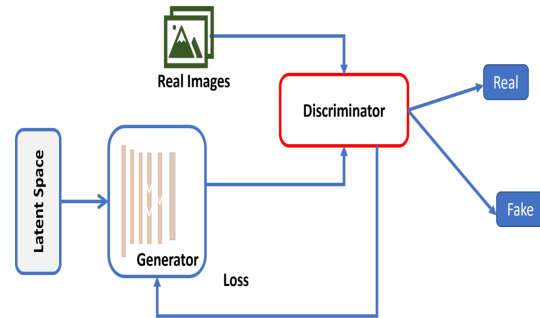 Real Images
Discriminator
Real
Fake
Latent Space
Generator
Loss